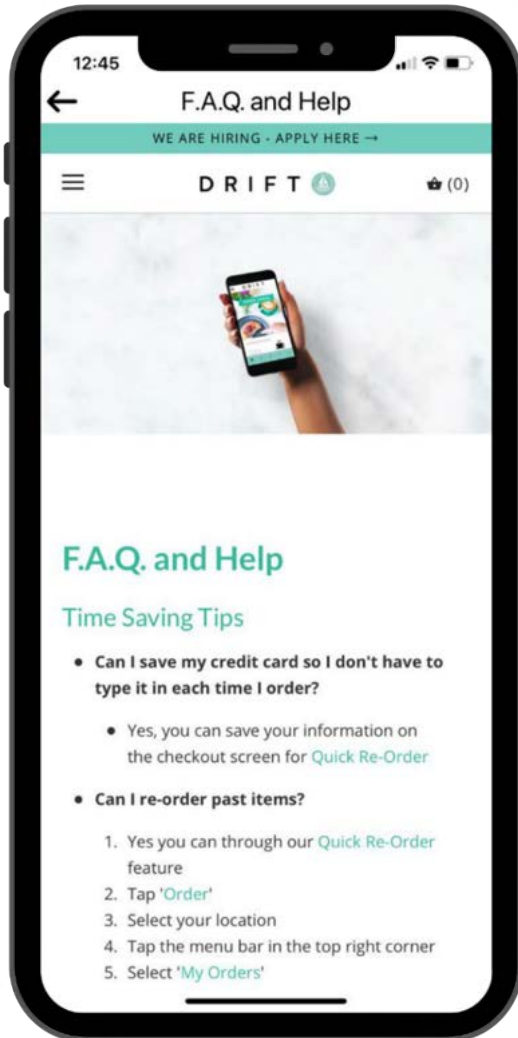 12:45
F.A.Q. and Help
WE ARE HIRING - APPLY HERE →
DRIFT
(0)
F.A.Q. and Help
Time Saving Tips
• Can I save my credit card so I don't have to
type it in each time I order?
• Yes, you can save your information on
the checkout screen for Quick Re-Order
• Can I re-order past items?
1. Yes you can through our Quick Re-Order
feature
2. Tap 'Order'
3. Select your location
4. Tap the menu bar in the top right corner
5. Select 'My Orders'